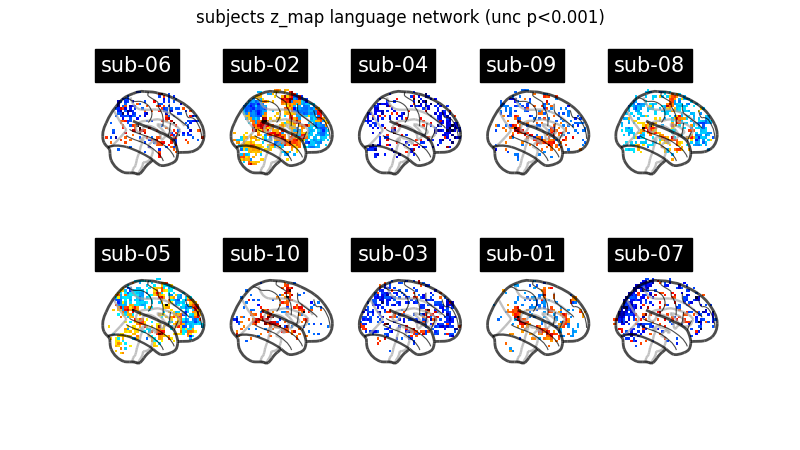 subjects z_map language network (unc p<0.001)
sub-06
sub-02
sub-04
sub-09
sub-08
sub-05
sub-10
sub-03
sub-01
sub-07